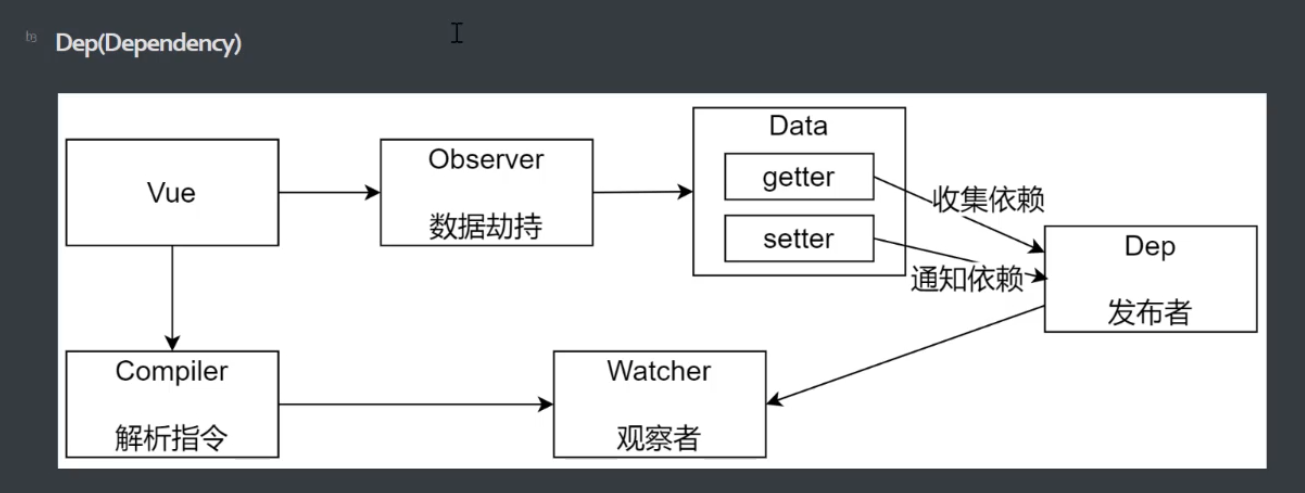 Dep(Dependency)
Vue
Observer
数据劫持
Data
getter
setter
收集依赖
通知依赖
Dep
发布者
Compiler
解析指令
Watcher
观察者